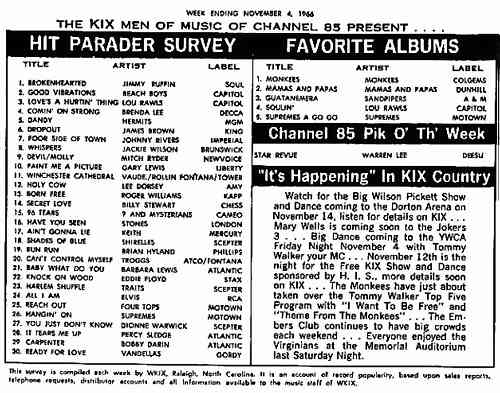 WEEK ENDING NOVEMBER 4, 1966
THE KIX MEN OF MUSIC OF CHANNEL 85 PRESENT ....
HIT PARADER SURVEY
TITLE ARTIST LABEL
1. BROKENHEARTED JIMMY RUFFIN SOUL
2. GOOD VIBRATIONS BEACH BOYS CAPITOL
3. LOVE'S A HURTIN' THING LOU RAWLS CAPITOL
4. COMIN' ON STRONG BRENDA LEE DECCA
5. DANDY HERMITS MGM
6. DROPOUT JAMES BROWN KING
7. POOR SIDE OF TOWN JOHNNY RIVERS IMPERIAL
8. WHISPERS JACKIE WILSON BRUNSWICK
9. DEVIL/MOLLY MITCH RYDER NEWVOICE
10. PAINT ME A PICTURE GARY LEWIS LIBERTY
11. WINCHESTER CATHEDRAL VAUDE/ROLLIN FONTANA/TOWER
12. HOLY COW LEE DORSEY AMY
13. BORN FREE ROGER WILLIAMS KAPP
14. SECRET LOVE BILLY STEWART CHESS
15. 96 TEARS ? AND MYSTERIANS CAMEO
16. HAVE YOU SEEN STONES LONDON
17. AIN'T GONNA LIE KEITH MERCURY
18. SHADES OF BLUE SHIRELLES SCEPTER
19. RUN RUN BRIAN HYLAND PHILLIPS
20. CAN'T CONTROL MYSELF TROGGS ATCO/FONTANA
21. BABY WHAT DO YOU BARBARA LEWIS ATLANTIC
22. KNOCK ON WOOD EDDIE FLOYD STAX
23. HARLEM SHUFFLE TRAITS SCEPTER
24. ALL I AM ELVIS RCA
25. REACH OUT FOUR TOPS MOTOWN
26. HANGIN' ON SUPREMES MOTOWN
27. YOU JUST DON'T KNOW DIONNE WARWICK SCEPTER
28. IT TEARS ME UP PERCY SLEDGE ATLANTIC
29. CARPENTER BOBBY DARIN ATLANTIC
30. READY FOR LOVE VANDELLAS GORDY
FAVORITE ALBUMS
TITLE ARTIST LABEL
1. MONKEES MONKEES COLGEMS
2. MAMAS AND PAPAS MAMAS AND PAPAS DUNHILL
3. GUATANEMERA SANDPIPERS A & M
4. SOULIN' LOU RAWLS CAPITOL
5. SUPREMES A GO GO SUPREMES MOTOWN
Channel 85 Pik O' Th' Week
STAR REVUE WARREN LEE DEESU
"It's Happening" In KIX Country
Watch for the Big Wilson Pickett Show
and Dance coming to the Dorton Arena on
November 14, listen for details on KIX ...
Mary Wells is coming soon to the Jokers
3 . . Big Dance coming to the YWCA
Friday Night November 4 with Tommy
Walker your MC ... November 12th is the
night for the Free KIX Show and Dance
sponsored by H. I. S., more details soon
on KIX ... The Monkees have just about
taken over the Tommy Walker Top Five
Program with "I Want To Be Free" and
"Theme From The Monkees" . . The Em-
bers Club continues to have big crowds
each weekend ... Everyone enjoyed the
Virginians at the Memorial Auditorium
last Saturday Night.
This survey is compiled each week by WKIX, Raleigh, North Carolina. It is an account of record popularity, based upon sales reports,
telephone requests, distributor accounts and all information available to the music staff of WKIX.